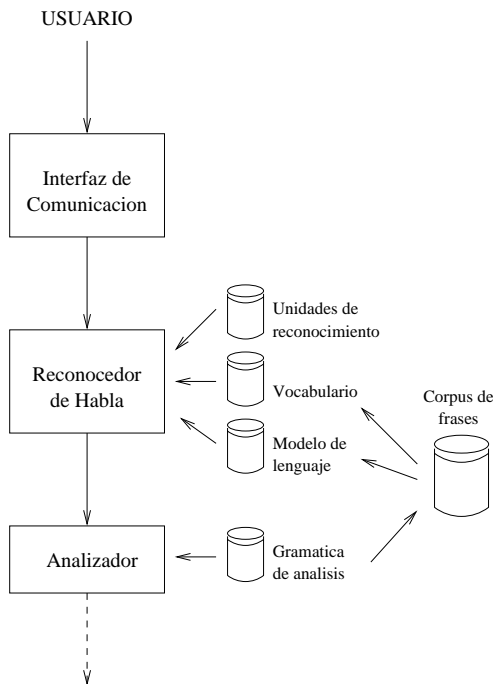 USUARIO
Interfaz de
Comunicacion
Unidades de
reconocimiento
Reconocedor
de Habla
Vocabulario
Corpus de
frases
Modelo de
lenguaje
Analizador
Gramatica
de analisis